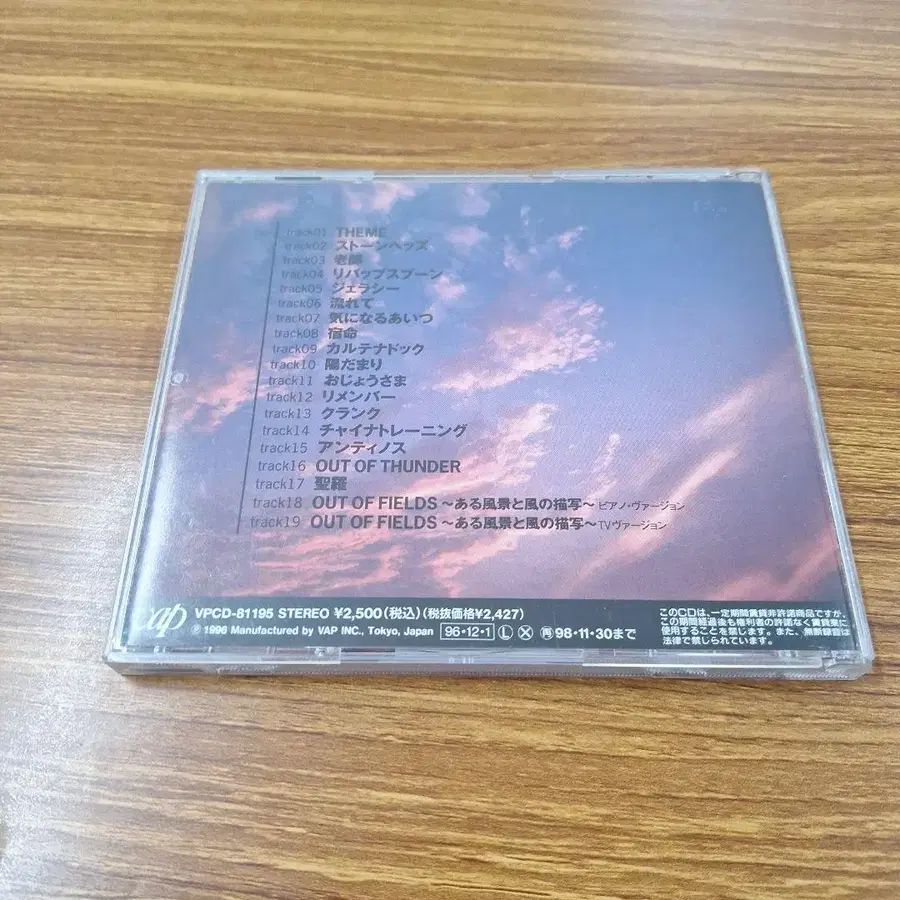 track01 THEME
track02 ストーンヘッズ
track03 老師
track04 リバップスプーン
track05 ジェラシー
track06 流れて
track07 気になるあいつ
track08 宿命
track09 カルテナドック
track10 陽だまり
track11 おじょうさま
track12 リメンバー
track13 クランク
track14 チャイナトレーニング
track15 アンティノス
track16 OUT OF THUNDER
track17 聖羅
track18 OUT OF FIELDS 〜ある風景と風の描写〜 ピアノ・ヴァージョン
track19 OUT OF FIELDS 〜ある風景と風の描写〜 TVヴァージョン
vap
VPCD-81195 STEREO ¥2,500(税込)(税抜価格¥2,427)
Ⓟ 1996 Manufactured by VAP INC., Tokyo, Japan 96・12・1 Ⓛ Ⓧ 再 98・11・30まで
このCDは、一定期間賃貸非許諾商品ですが、
この期間経過後も権利者の許諾なく賃貸業に
使用することを禁じます。また、無断録音は
法律で禁じられています。